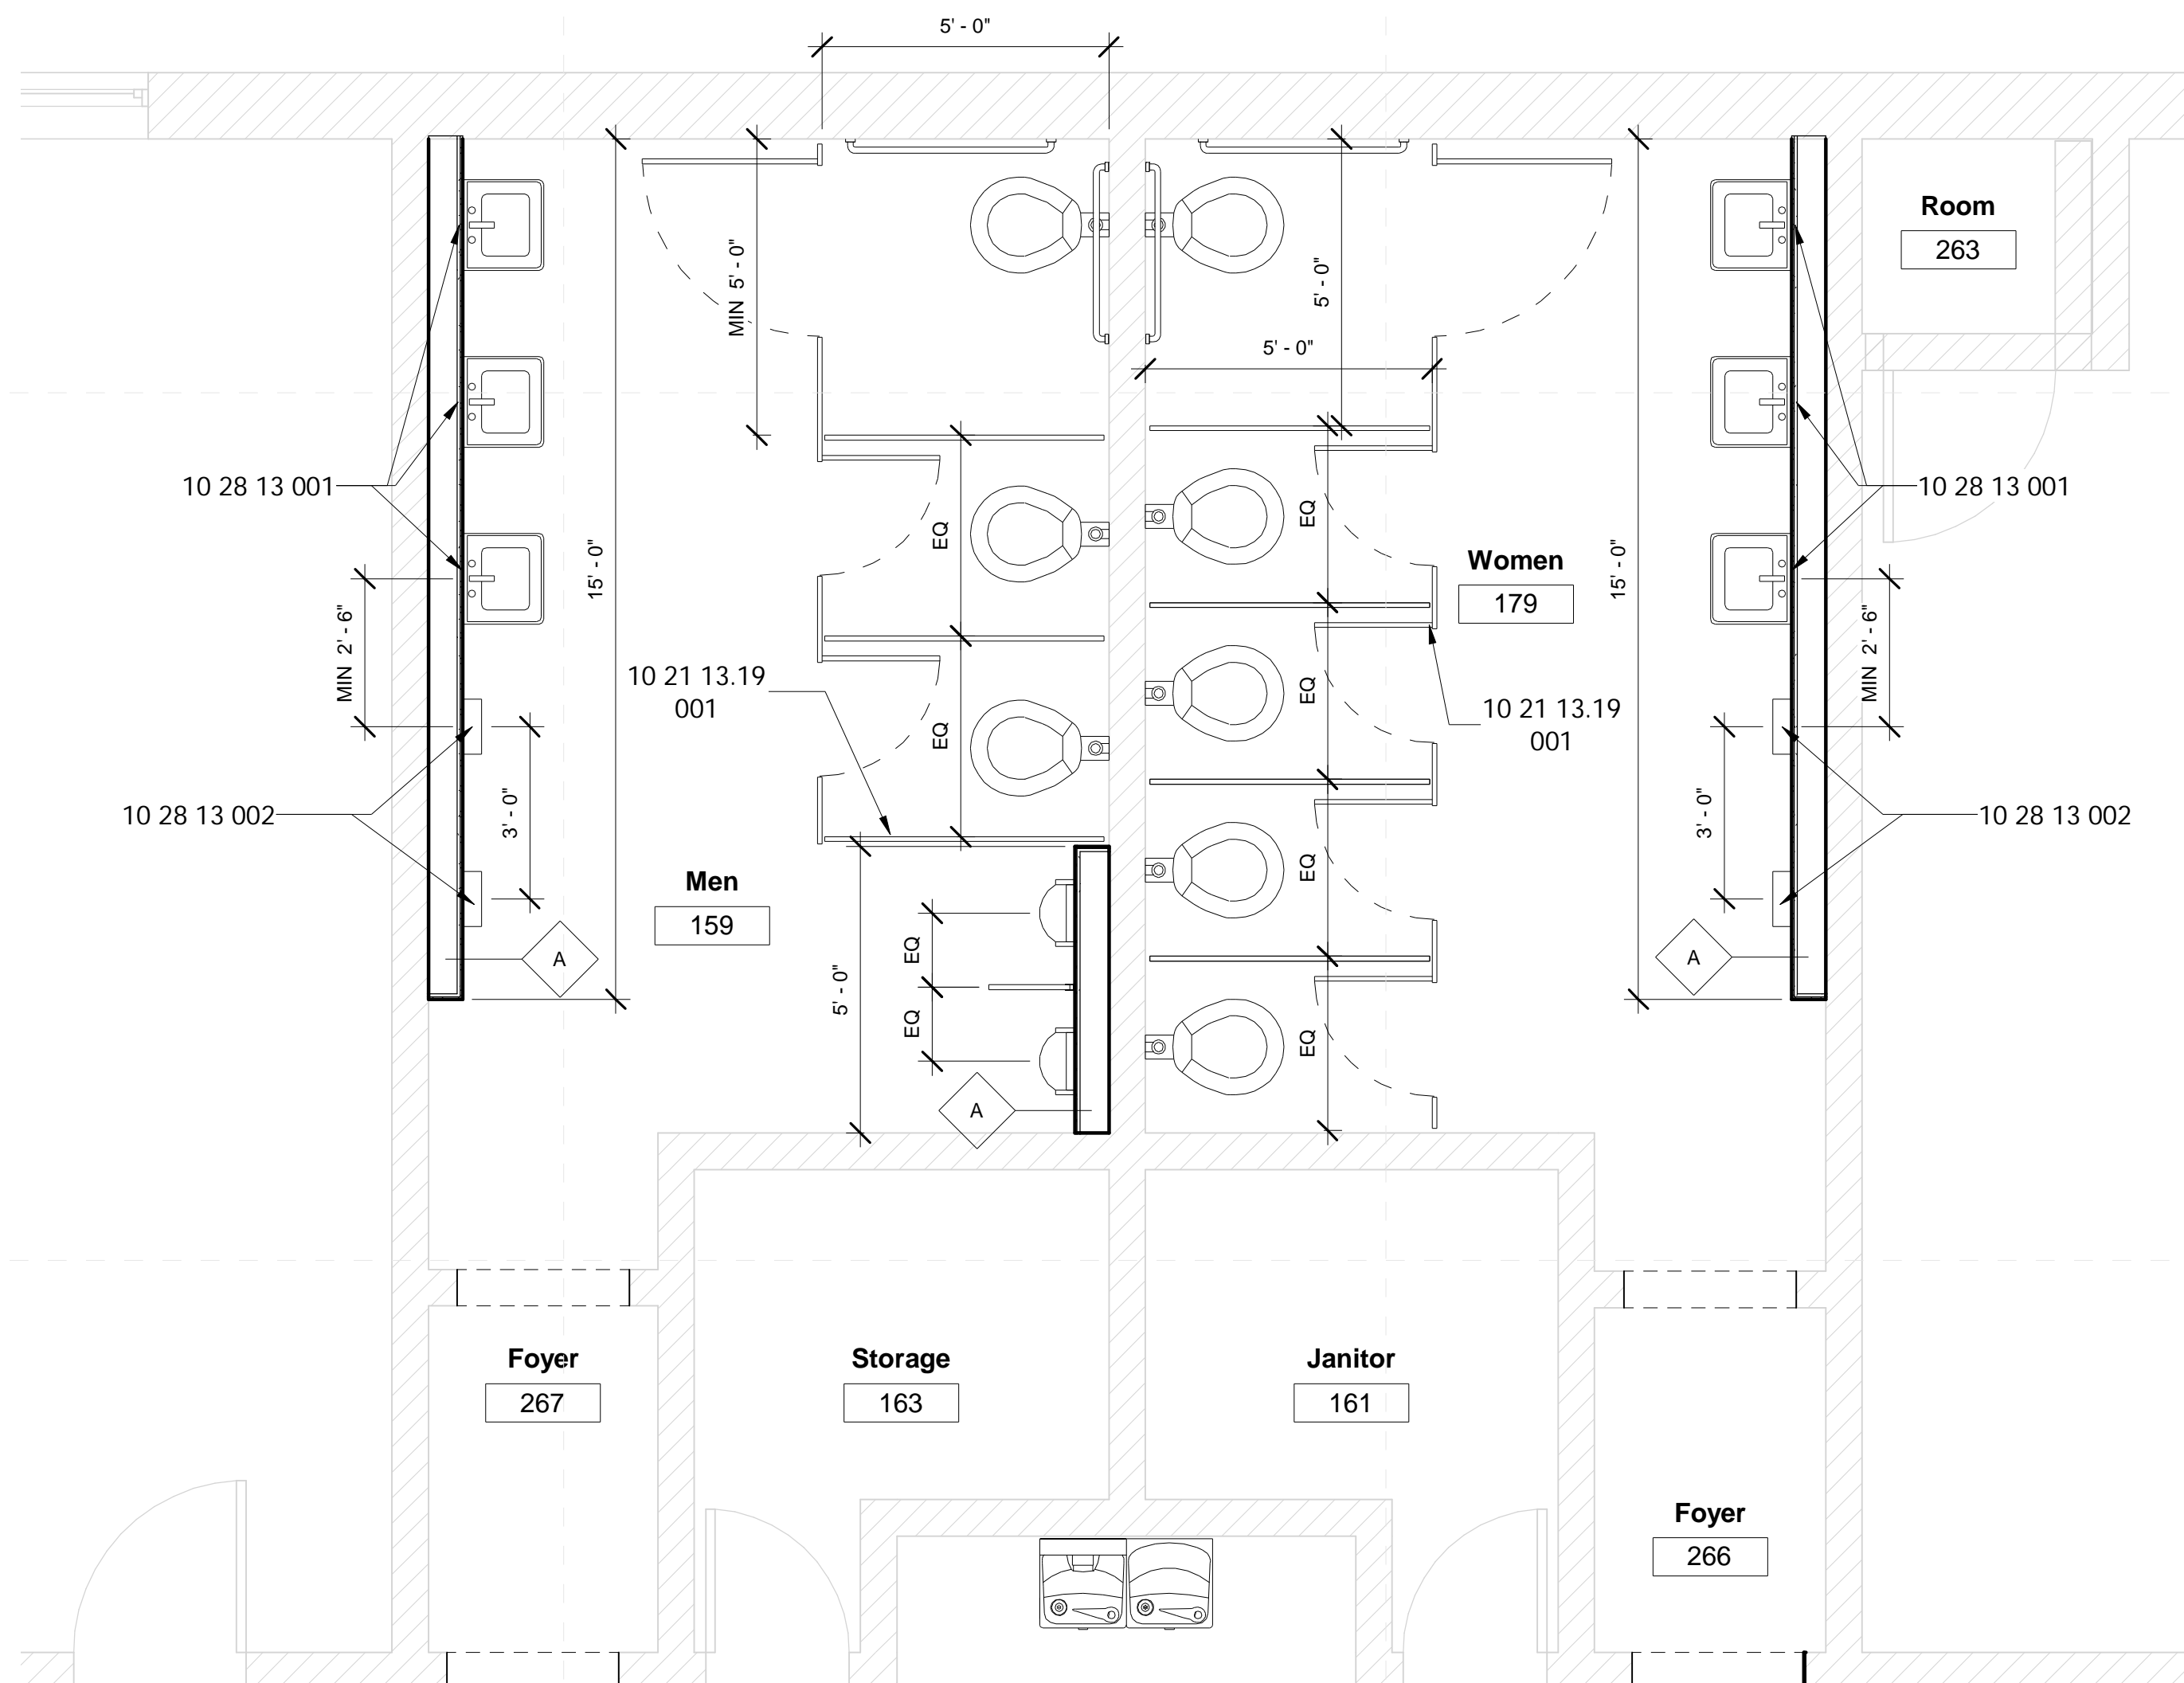 5' - 0"
Room
263
MIN 5' - 0"
5' - 0"
5' - 0"
10 28 13 001
10 28 13 001
EQ
EQ
Women
179
15' - 0"
15' - 0"
MIN 2' - 6"
MIN 2' - 6"
10 21 13.19
001
EQ
EQ
10 21 13.19
001
10 28 13 002
3' - 0"
3' - 0"
10 28 13 002
Men
159
EQ
EQ
A
A
5' - 0"
EQ
EQ
A
Foyer
267
Storage
163
Janitor
161
Foyer
266